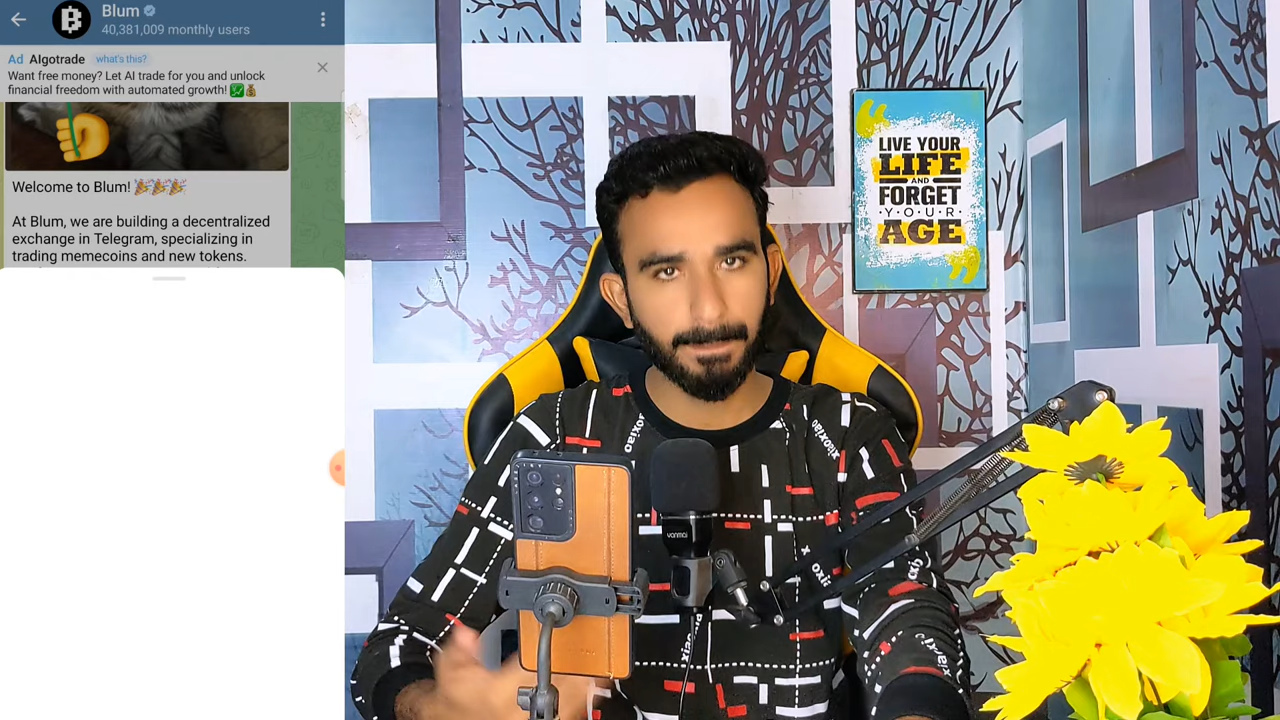 Blum
40,381,009 monthly users
Ad Algotrade what's this?
Want free money? Let AI trade for you and unlock
financial freedom with automated growth! ✅💰
Welcome to Blum! 🎉🎉🎉
At Blum, we are building a decentralized
exchange in Telegram, specializing in
trading memecoins and new tokens.
LIVE YOUR
LIFE
AND
FORGET
YOUR
AGE
xiaoxiao
vanmai